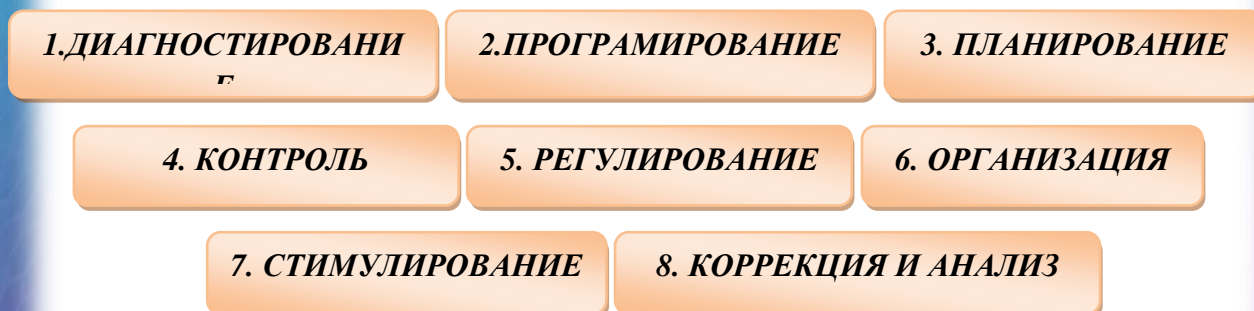 1.ДИАГНОСТИРОВАНИ
Е
2.ПРОГРАМИРОВАНИЕ
3. ПЛАНИРОВАНИЕ
4. КОНТРОЛЬ
5. РЕГУЛИРОВАНИЕ
6. ОРГАНИЗАЦИЯ
7. СТИМУЛИРОВАНИЕ
8. КОРРЕКЦИЯ И АНАЛИЗ